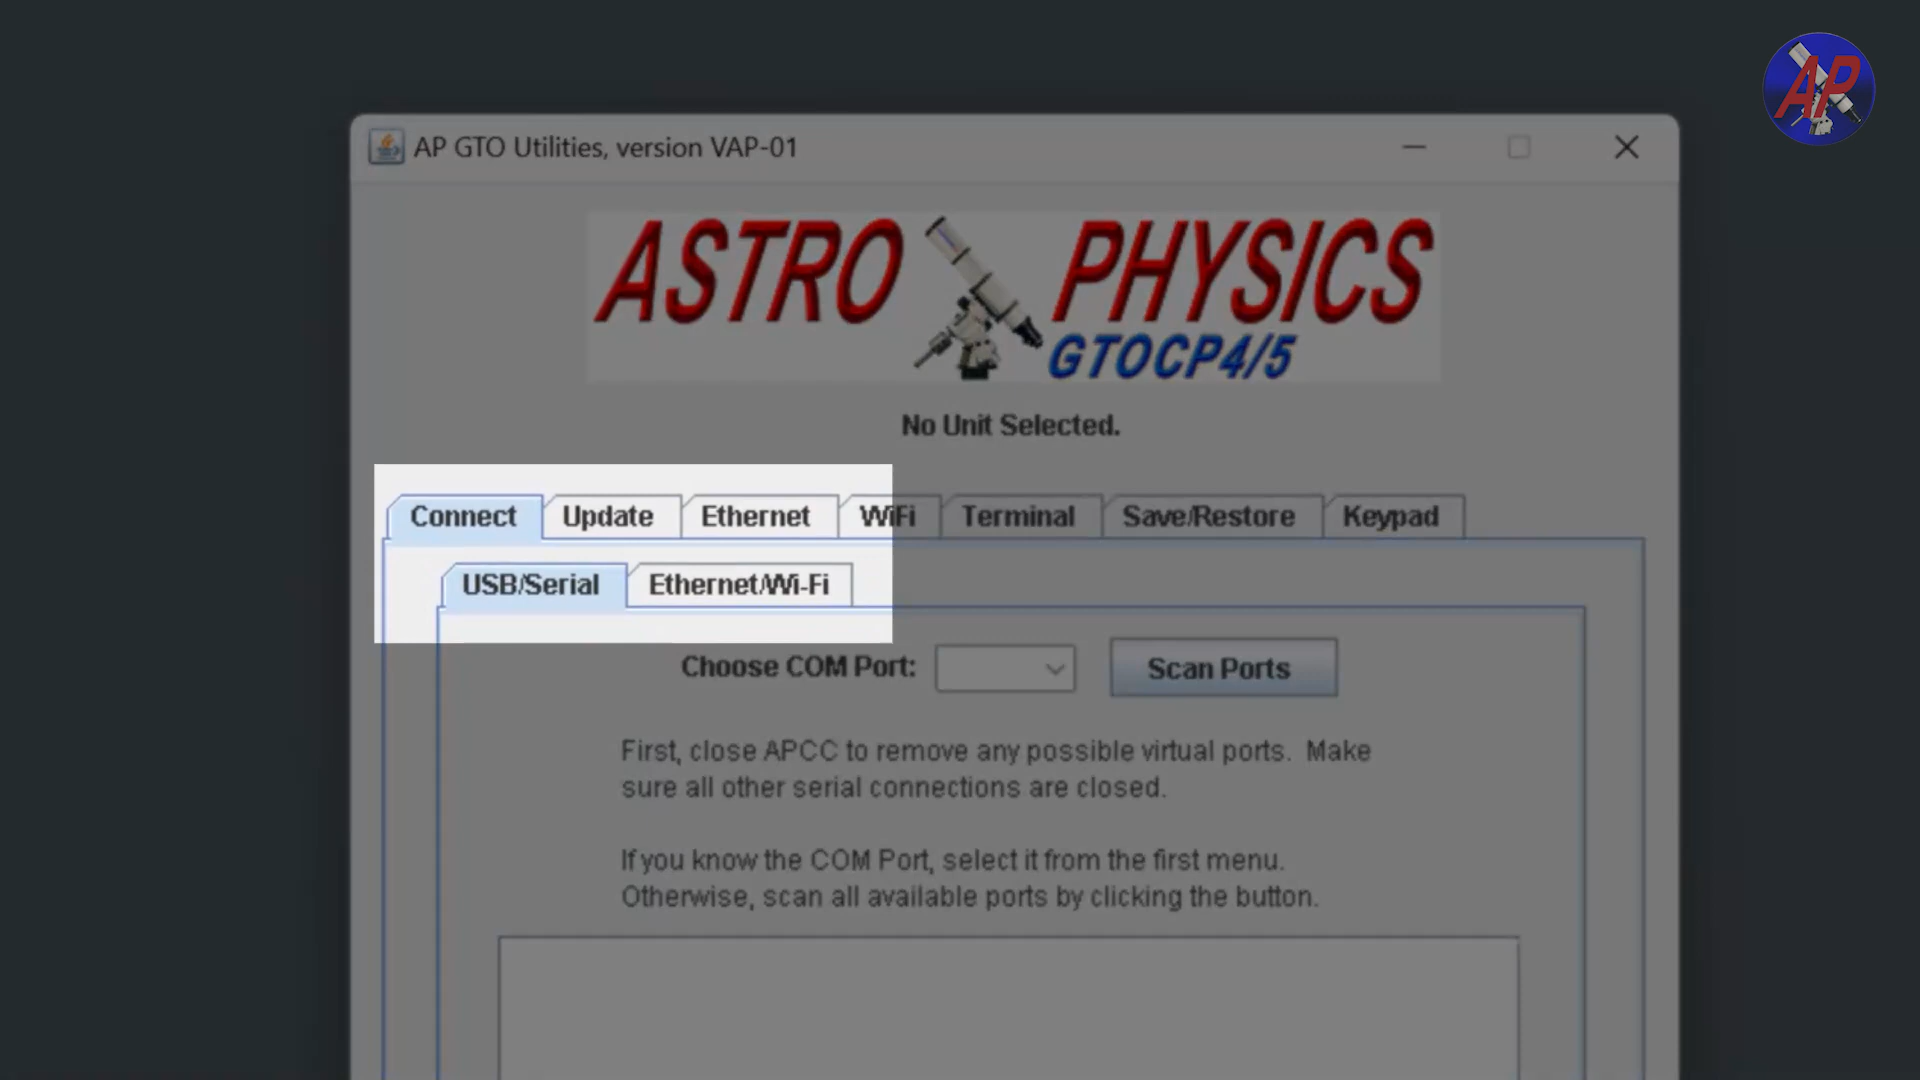 AP
AP GTO Utilities, version VAP-01
ASTRO PHYSICS
GTOCP4/5
No Unit Selected.
Connect Update Ethernet WiFi Terminal Save/Restore Keypad
USB/Serial Ethernet/Wi-Fi
Choose COM Port: Scan Ports
First, close APCC to remove any possible virtual ports. Make
sure all other serial connections are closed.
If you know the COM Port, select it from the first menu.
Otherwise, scan all available ports by clicking the button.